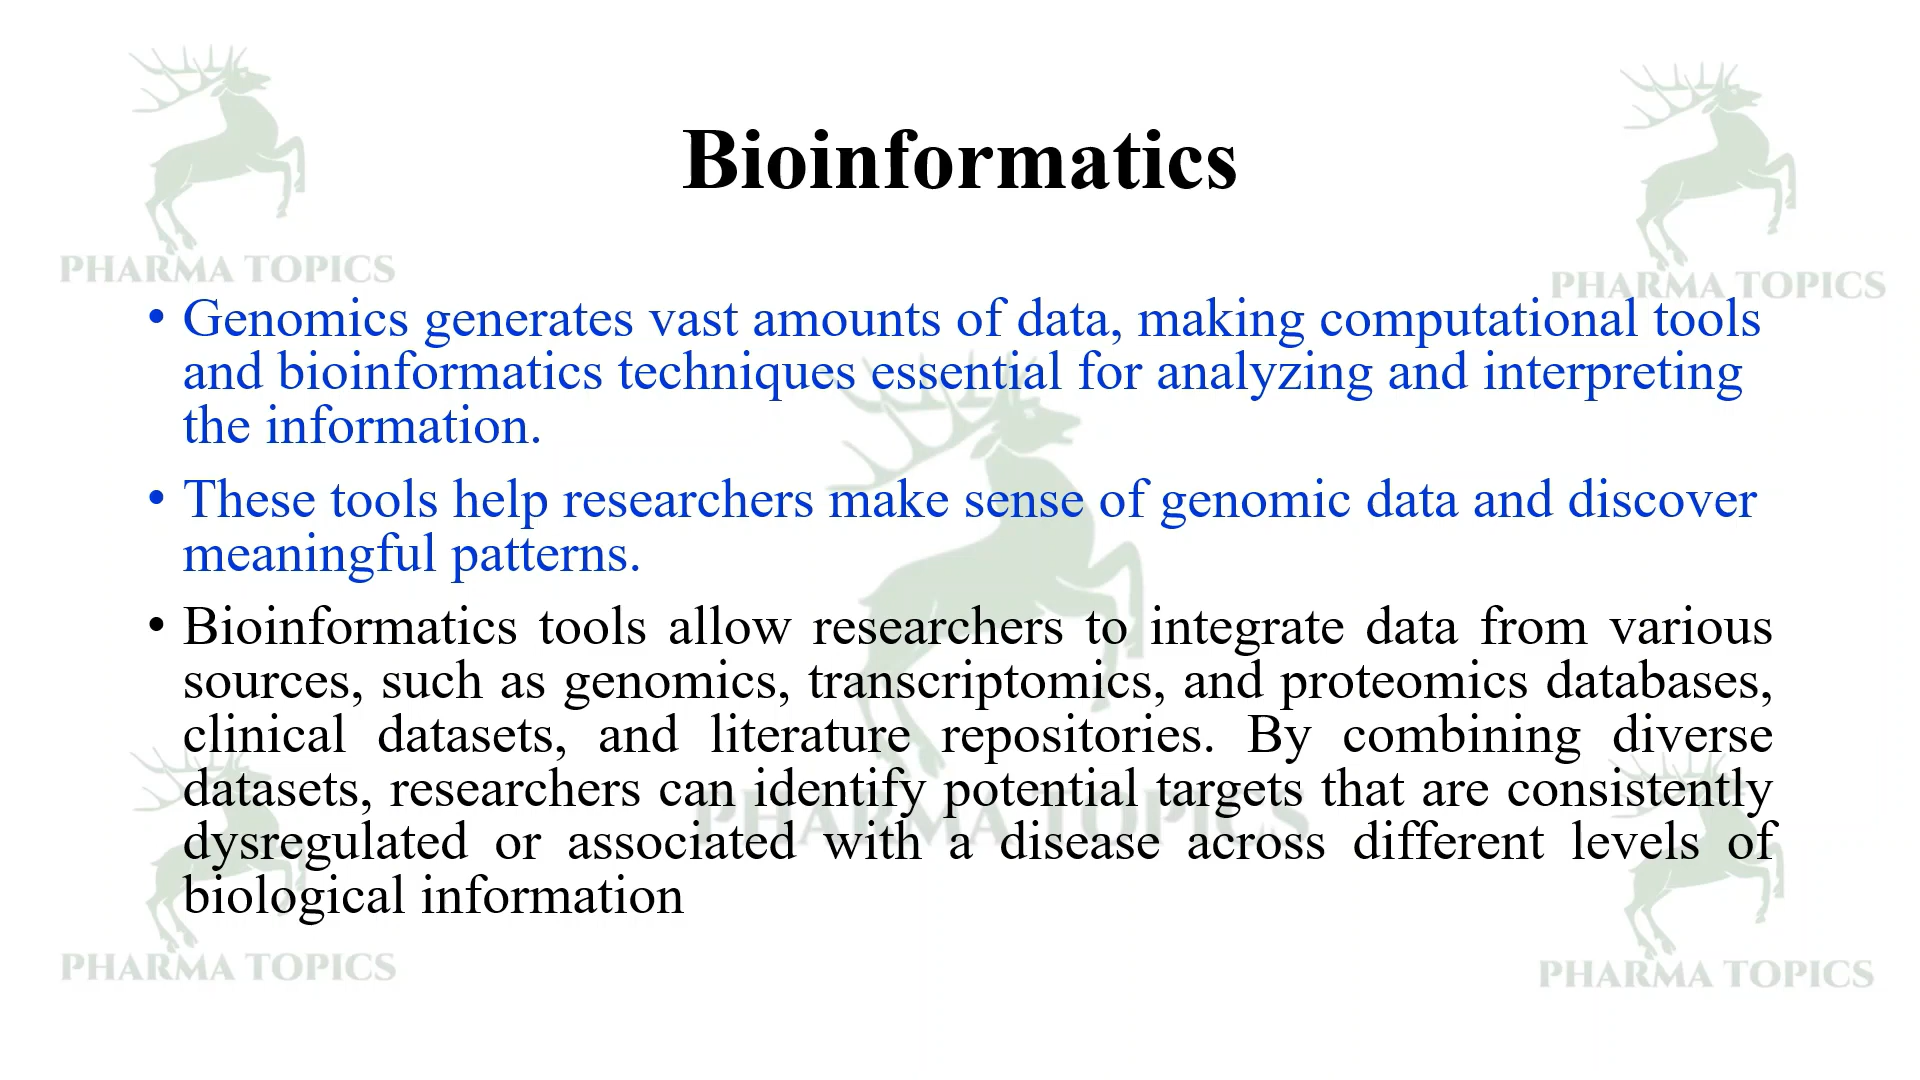 Bioinformatics
PHARMA TOPICS
PHARMA TOPICS
• Genomics generates vast amounts of data, making computational tools
and bioinformatics techniques essential for analyzing and interpreting
the information.
• These tools help researchers make sense of genomic data and discover
meaningful patterns.
• Bioinformatics tools allow researchers to integrate data from various
sources, such as genomics, transcriptomics, and proteomics databases,
clinical datasets, and literature repositories. By combining diverse
datasets, researchers can identify potential targets that are consistently
PHARMA TOPICS
dysregulated or associated with a disease across different levels of
biological information
PHARMA TOPICS
PHARMA TOPICS